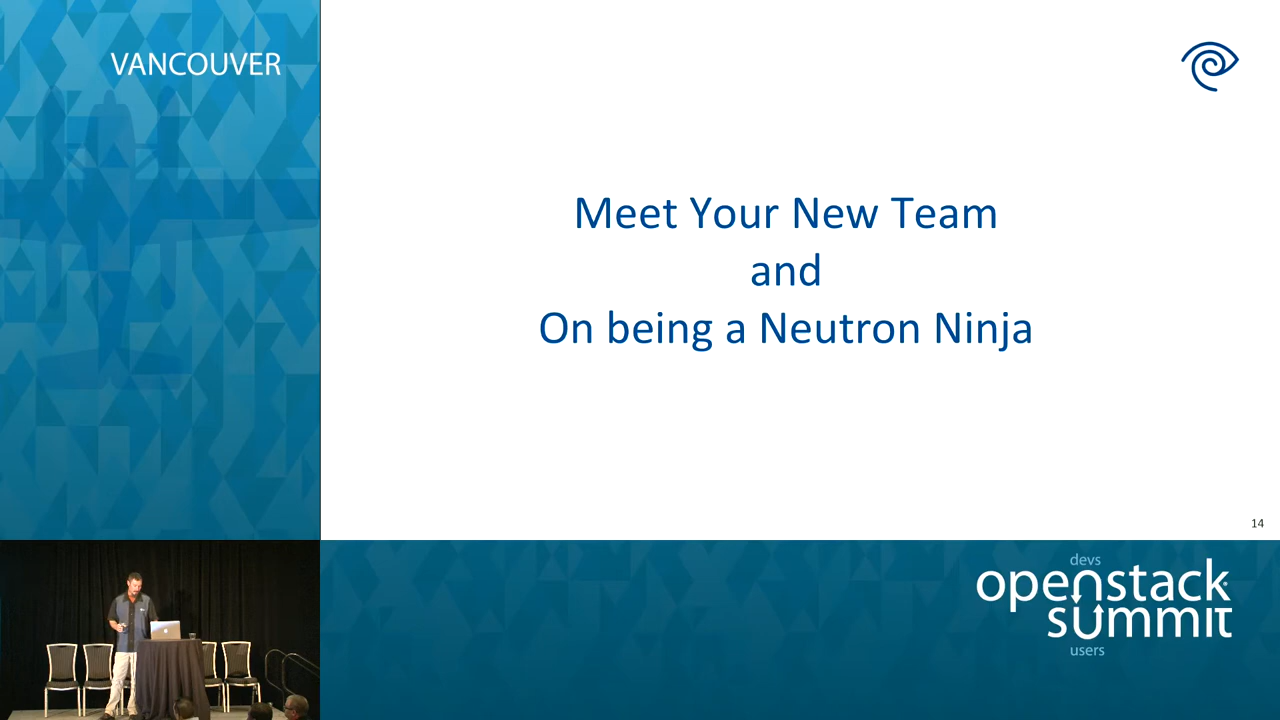 VANCOUVER
Meet Your New Team
and
On being a Neutron Ninja
14
devs
openstack
summit
users